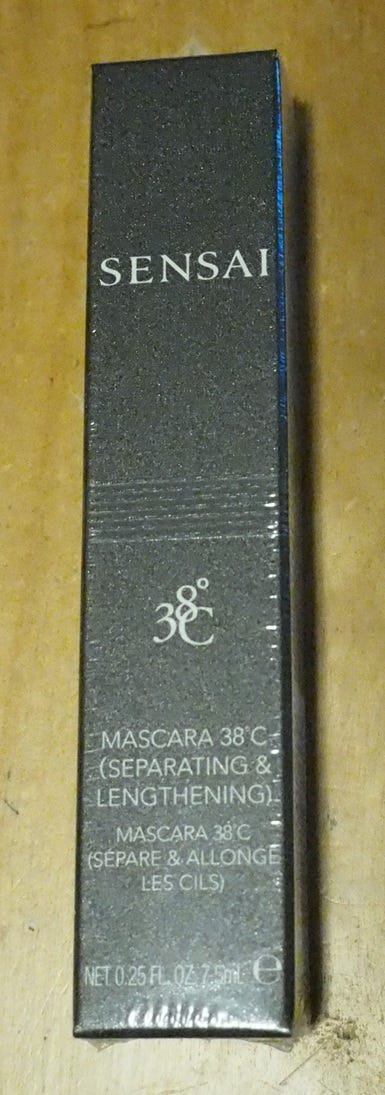 SENSAI
38°C
MASCARA 38°C
(SEPARATING &
LENGTHENING)
MASCARA 38°C
(SÉPARE & ALLONGE
LES CILS)
NET 0.25 FL. OZ. 7.5mL ℮